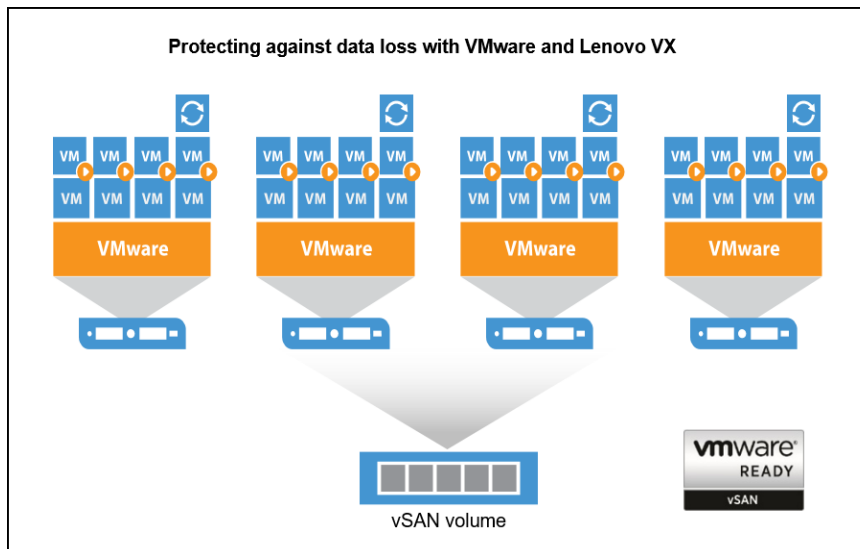 Protecting against data loss with VMware and Lenovo VX
VM VM VM VM VM VM VM VM VM VM VM VM VM VM VM VM
VM VM VM VM VM VM VM VM VM VM VM VM VM VM VM VM
VMware VMware VMware VMware
vSAN volume
vmware®
READY
vSAN